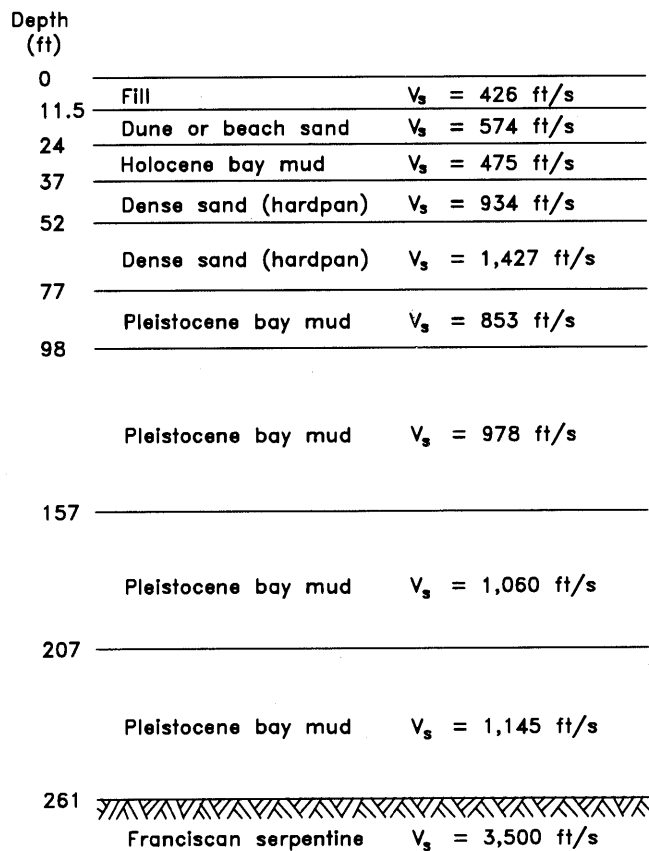 Depth
(ft)
0
Fill Vs = 426 ft/s
11.5
Dune or beach sand Vs = 574 ft/s
24
Holocene bay mud Vs = 475 ft/s
37
Dense sand (hardpan) Vs = 934 ft/s
52
Dense sand (hardpan) Vs = 1,427 ft/s
77
Pleistocene bay mud Vs = 853 ft/s
98
Pleistocene bay mud Vs = 978 ft/s
157
Pleistocene bay mud Vs = 1,060 ft/s
207
Pleistocene bay mud Vs = 1,145 ft/s
261
Franciscan serpentine Vs = 3,500 ft/s